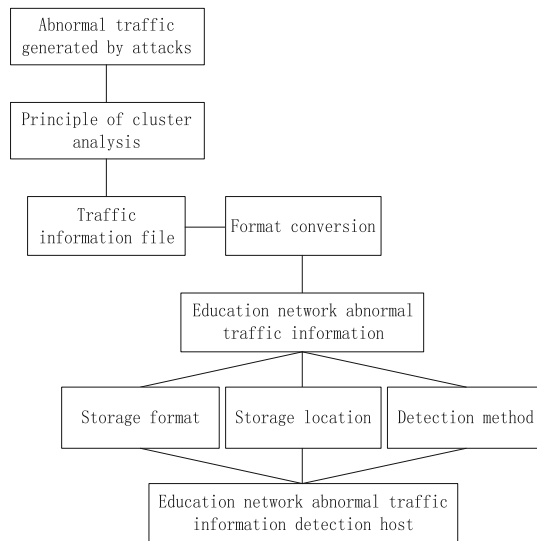 Abnormal traffic
generated by attacks
Principle of cluster
analysis
Traffic
information file
Format conversion
Education network abnormal
traffic information
Storage format
Storage location
Detection method
Education network abnormal traffic
information detection host